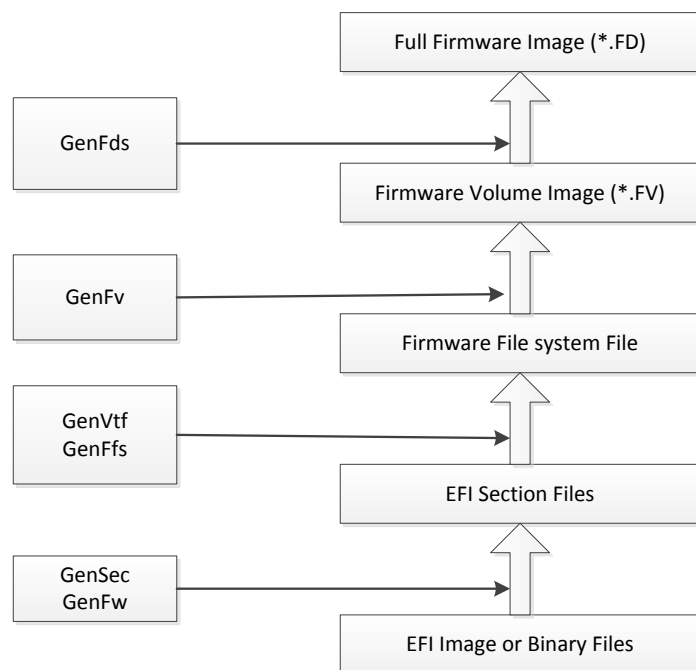 Full Firmware Image (*.FD)
GenFds
Firmware Volume Image (*.FV)
GenFv
Firmware File system File
GenVtf
GenFfs
EFI Section Files
GenSec
GenFw
EFI Image or Binary Files